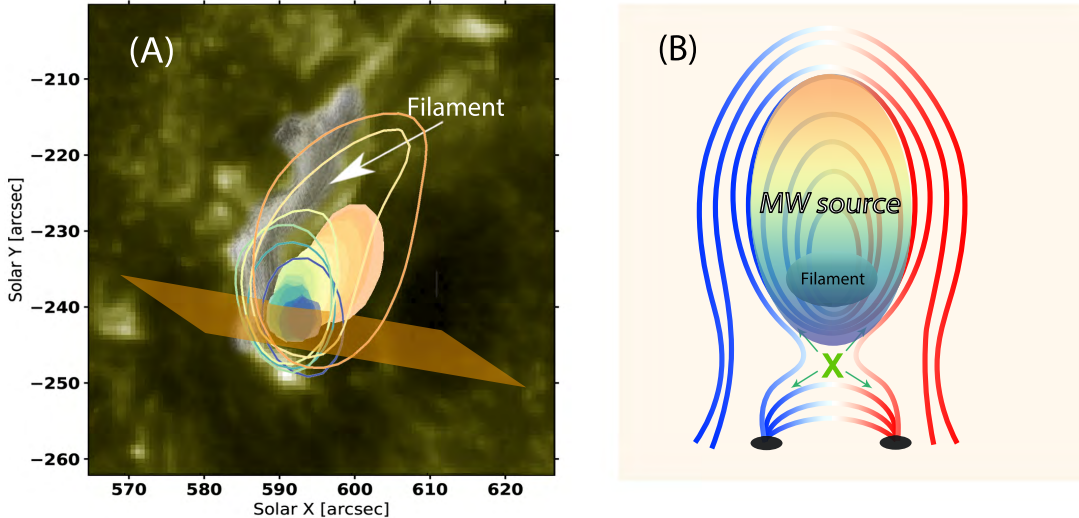 (A)
Filament
−210
−220
−230
−240
−250
−260
Solar Y [arcsec]
570 580 590 600 610 620
Solar X [arcsec]
(B)
MW source
Filament
X